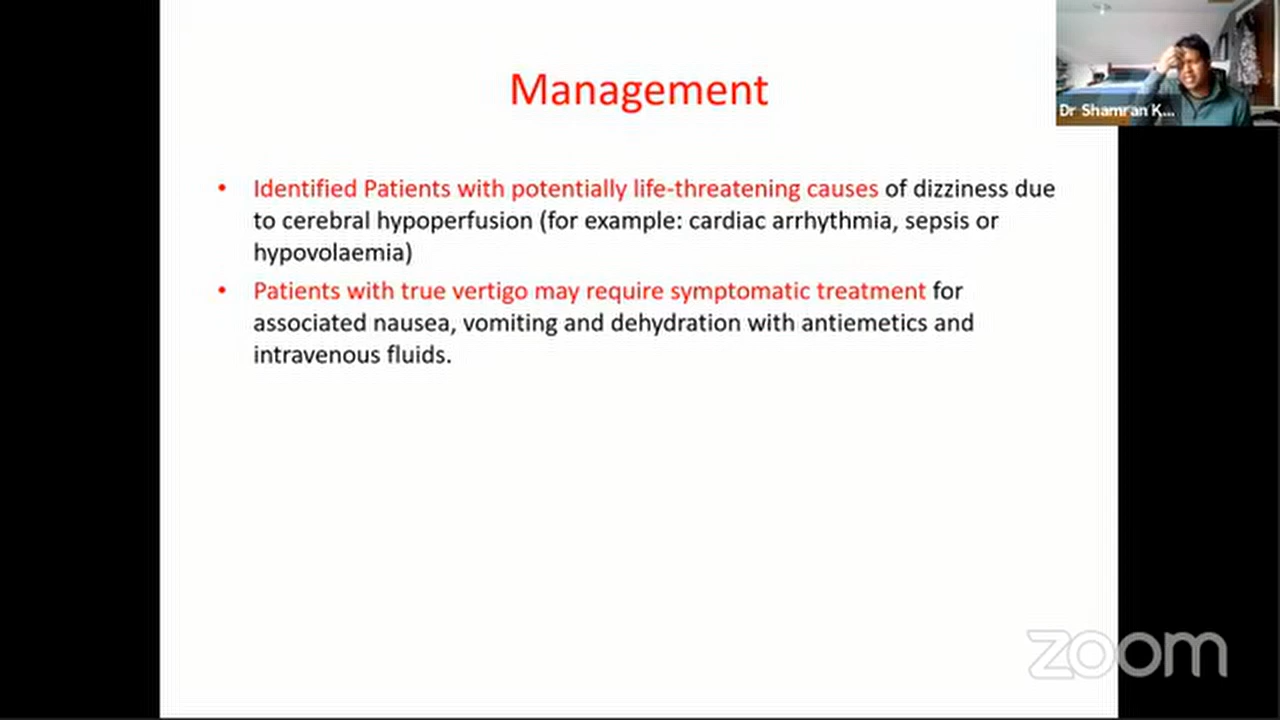 Management
Dr Shamran K...
• Identified Patients with potentially life-threatening causes of dizziness due
to cerebral hypoperfusion (for example: cardiac arrhythmia, sepsis or
hypovolaemia)
• Patients with true vertigo may require symptomatic treatment for
associated nausea, vomiting and dehydration with antiemetics and
intravenous fluids.
zoom